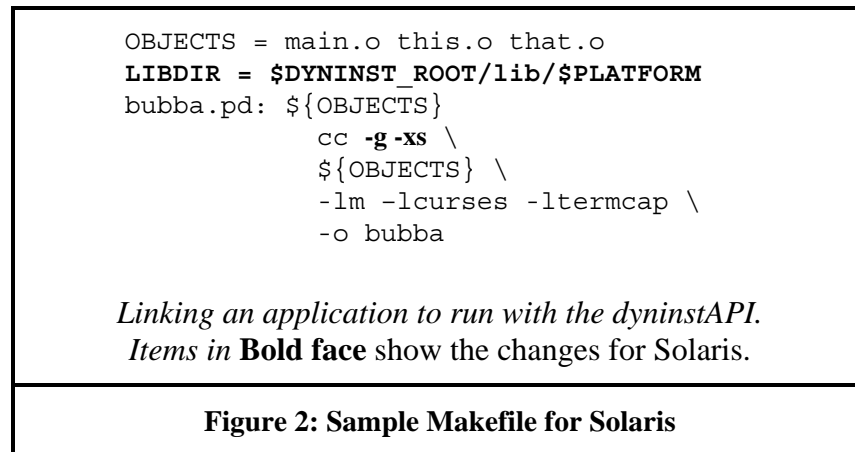 OBJECTS = main.o this.o that.o
LIBDIR = $DYNINST_ROOT/lib/$PLATFORM
bubba.pd: ${OBJECTS}
cc -g -xs \
${OBJECTS} \
-lm –lcurses -ltermcap \
-o bubba
Linking an application to run with the dyninstAPI.
Items in Bold face show the changes for Solaris.
Figure 2: Sample Makefile for Solaris